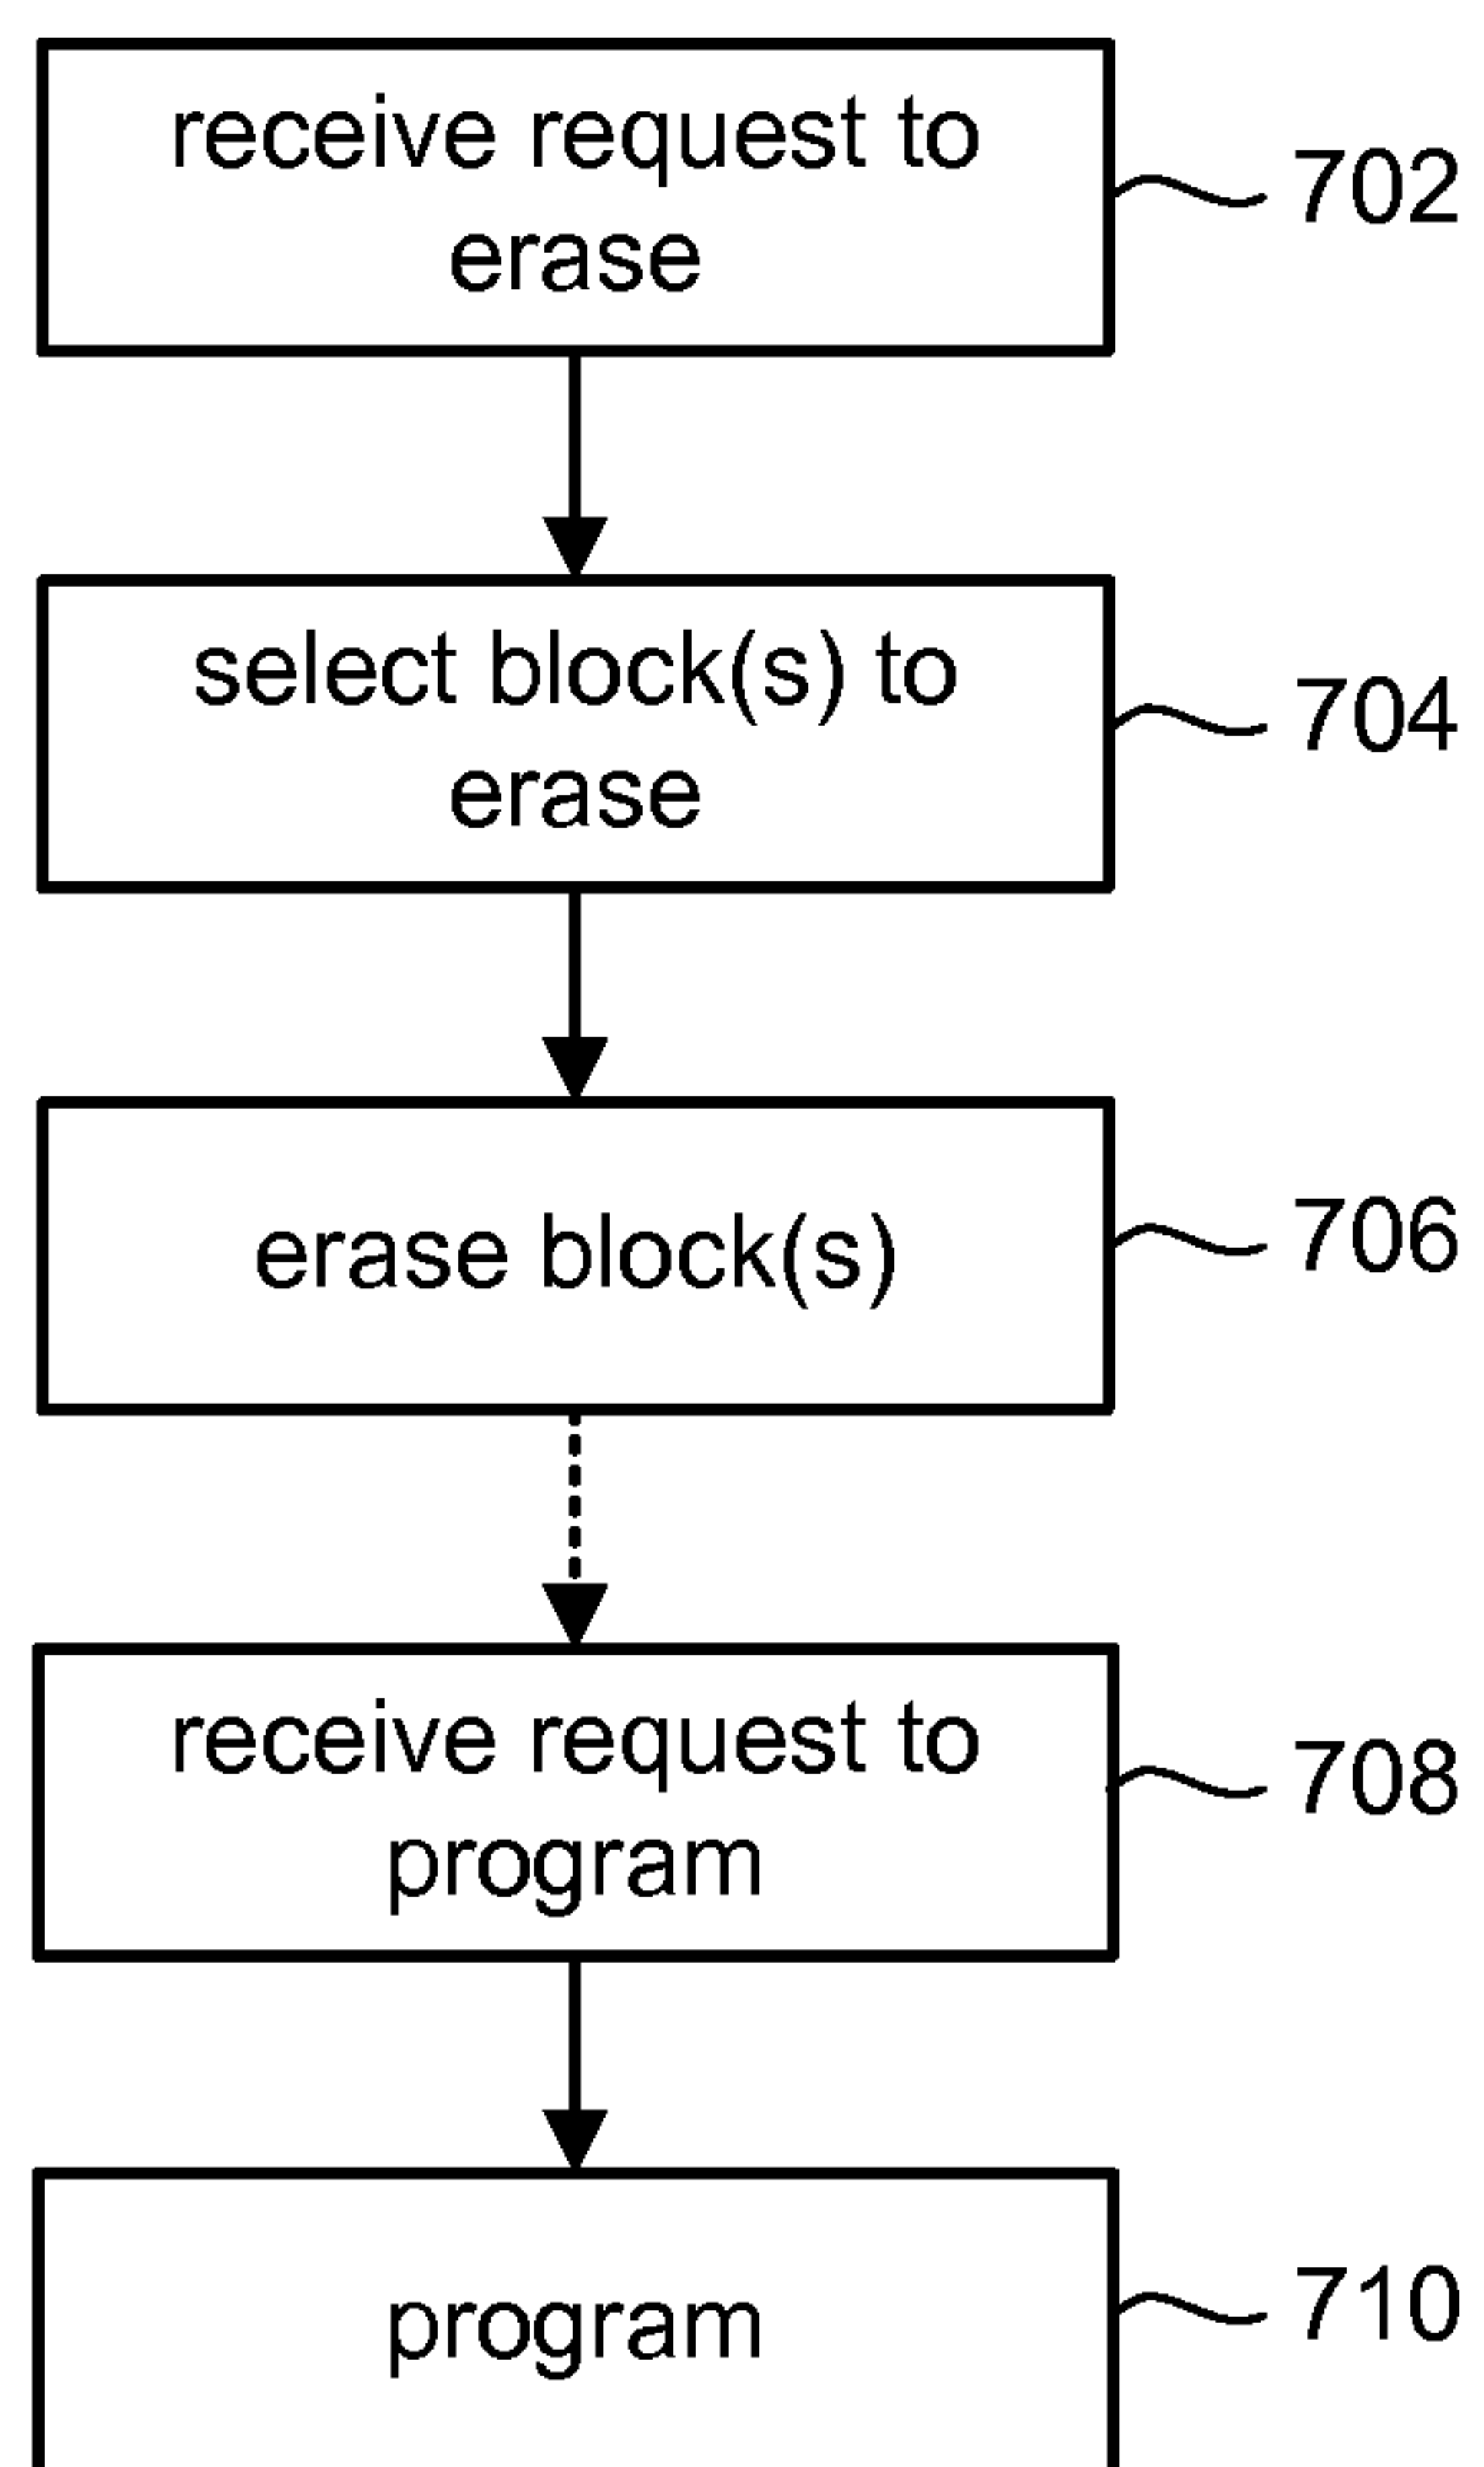 receive request to
erase
702
select block(s) to
erase
704
erase block(s)
706
receive request to
program
708
program
710